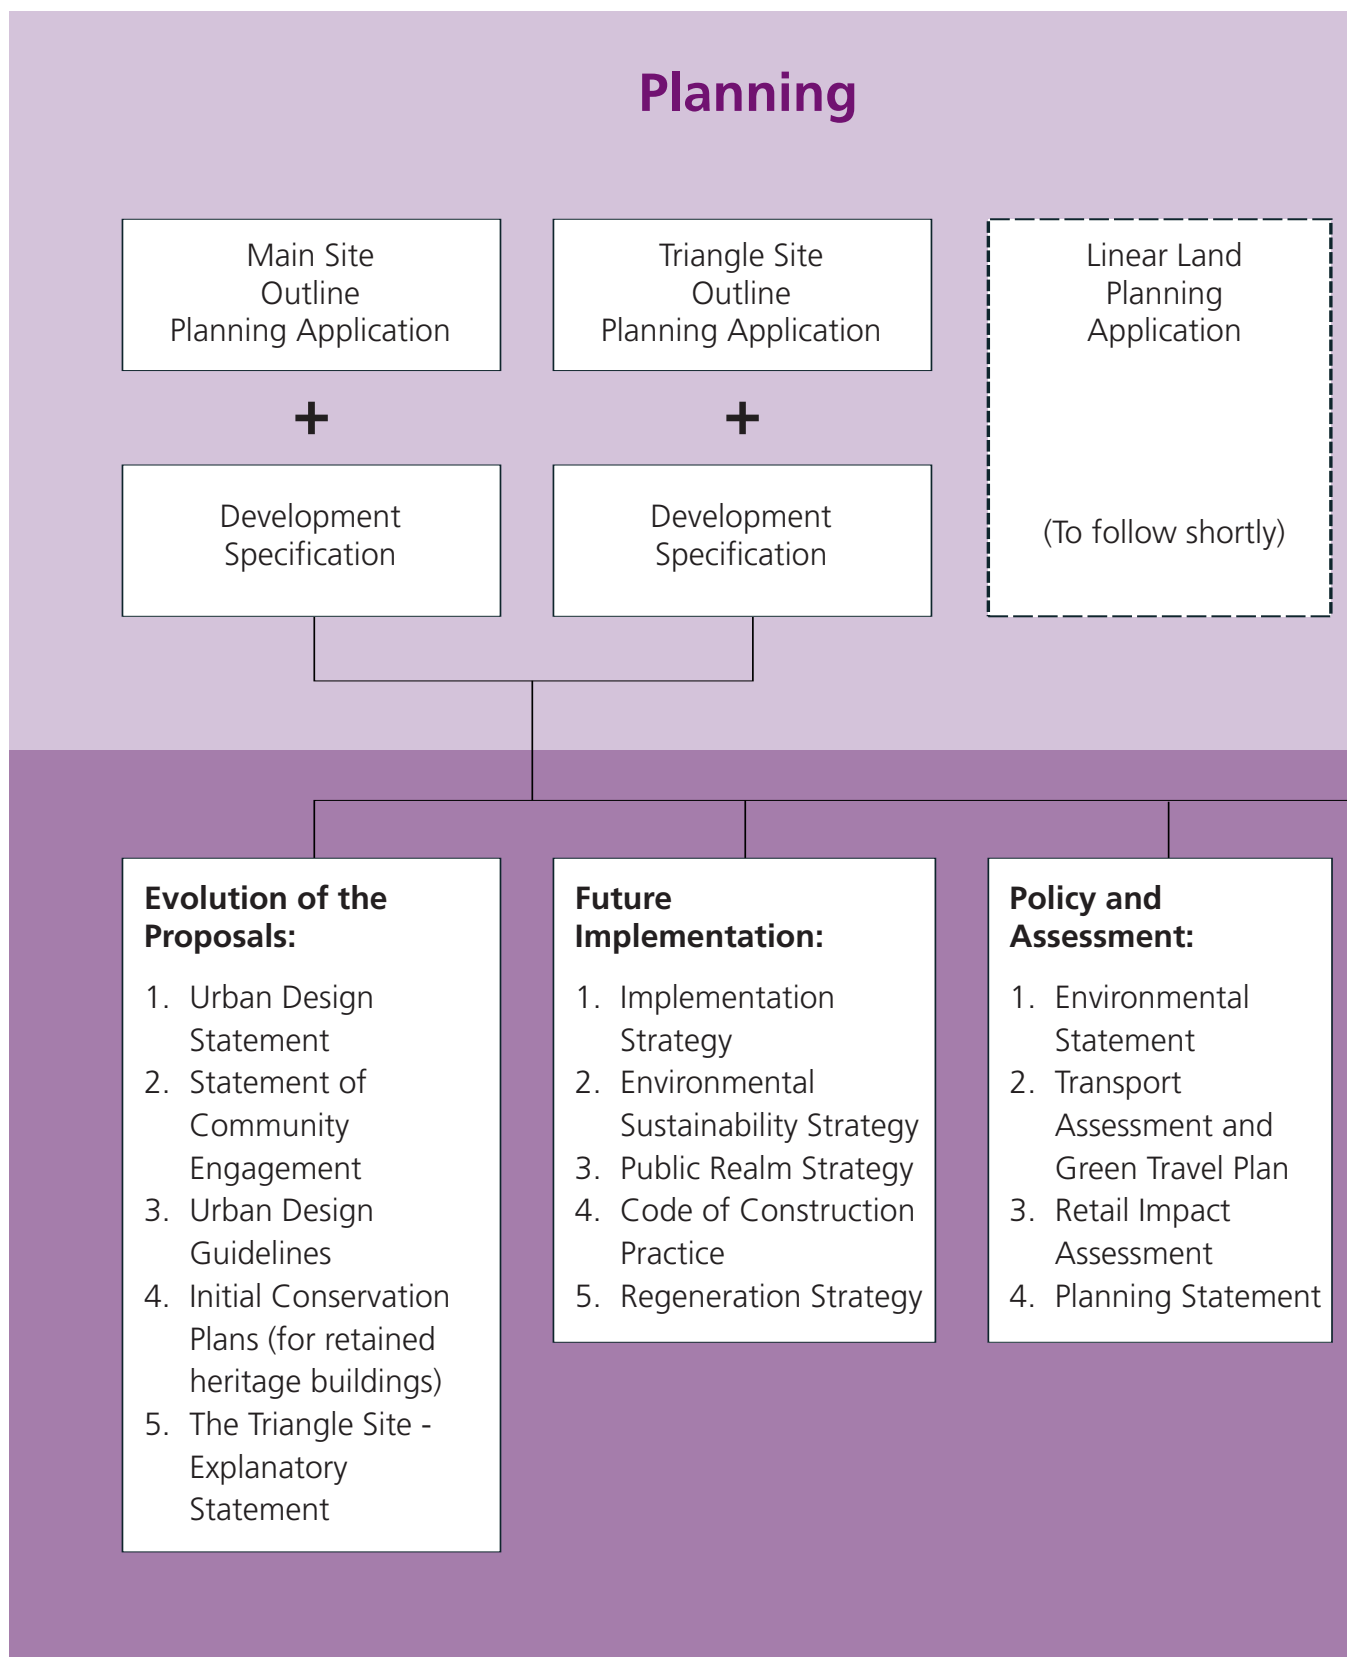 Planning
Main Site
Outline
Planning Application
+
Development
Specification
Triangle Site
Outline
Planning Application
+
Development
Specification
Linear Land
Planning
Application
(To follow shortly)
Evolution of the
Proposals:
1. Urban Design
Statement
2. Statement of
Community
Engagement
3. Urban Design
Guidelines
4. Initial Conservation
Plans (for retained
heritage buildings)
5. The Triangle Site -
Explanatory
Statement
Future
Implementation:
1. Implementation
Strategy
2. Environmental
Sustainability Strategy
3. Public Realm Strategy
4. Code of Construction
Practice
5. Regeneration Strategy
Policy and
Assessment:
1. Environmental
Statement
2. Transport
Assessment and
Green Travel Plan
3. Retail Impact
Assessment
4. Planning Statement